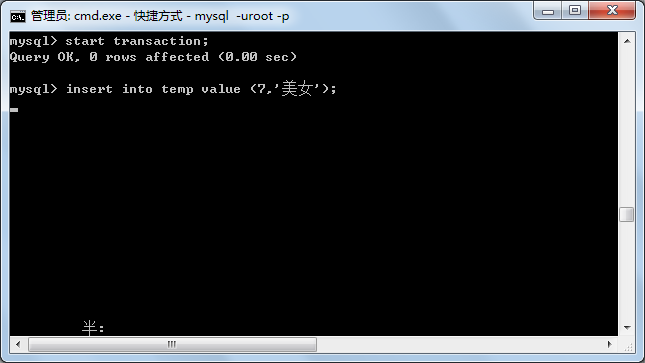 管理员: cmd.exe - 快捷方式 - mysql -uroot -p
mysql> start transaction;
Query OK, 0 rows affected (0.00 sec)
mysql> insert into temp value (7,'美女');
半: